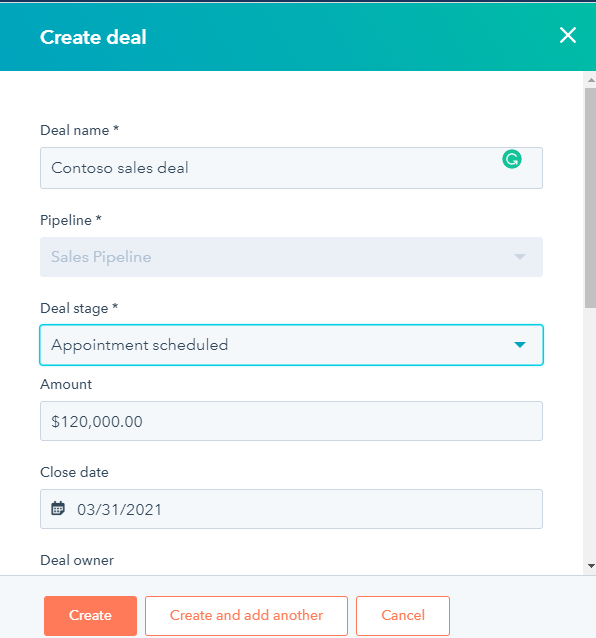 Create deal
Deal name *
Contoso sales deal
Pipeline *
Sales Pipeline
Deal stage *
Appointment scheduled
Amount
$120,000.00
Close date
03/31/2021
Deal owner
Create Create and add another Cancel